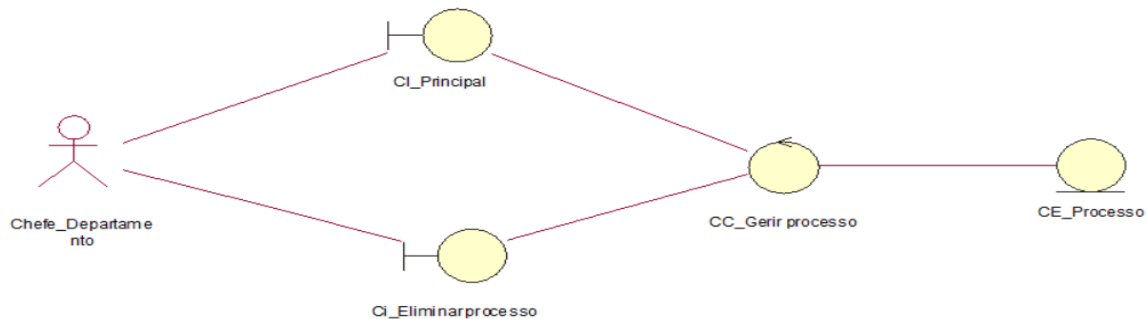 CI_Principal
Chefe_Departame
nto
CC_Gerir processo
CE_Processo
Ci_Eliminarprocesso